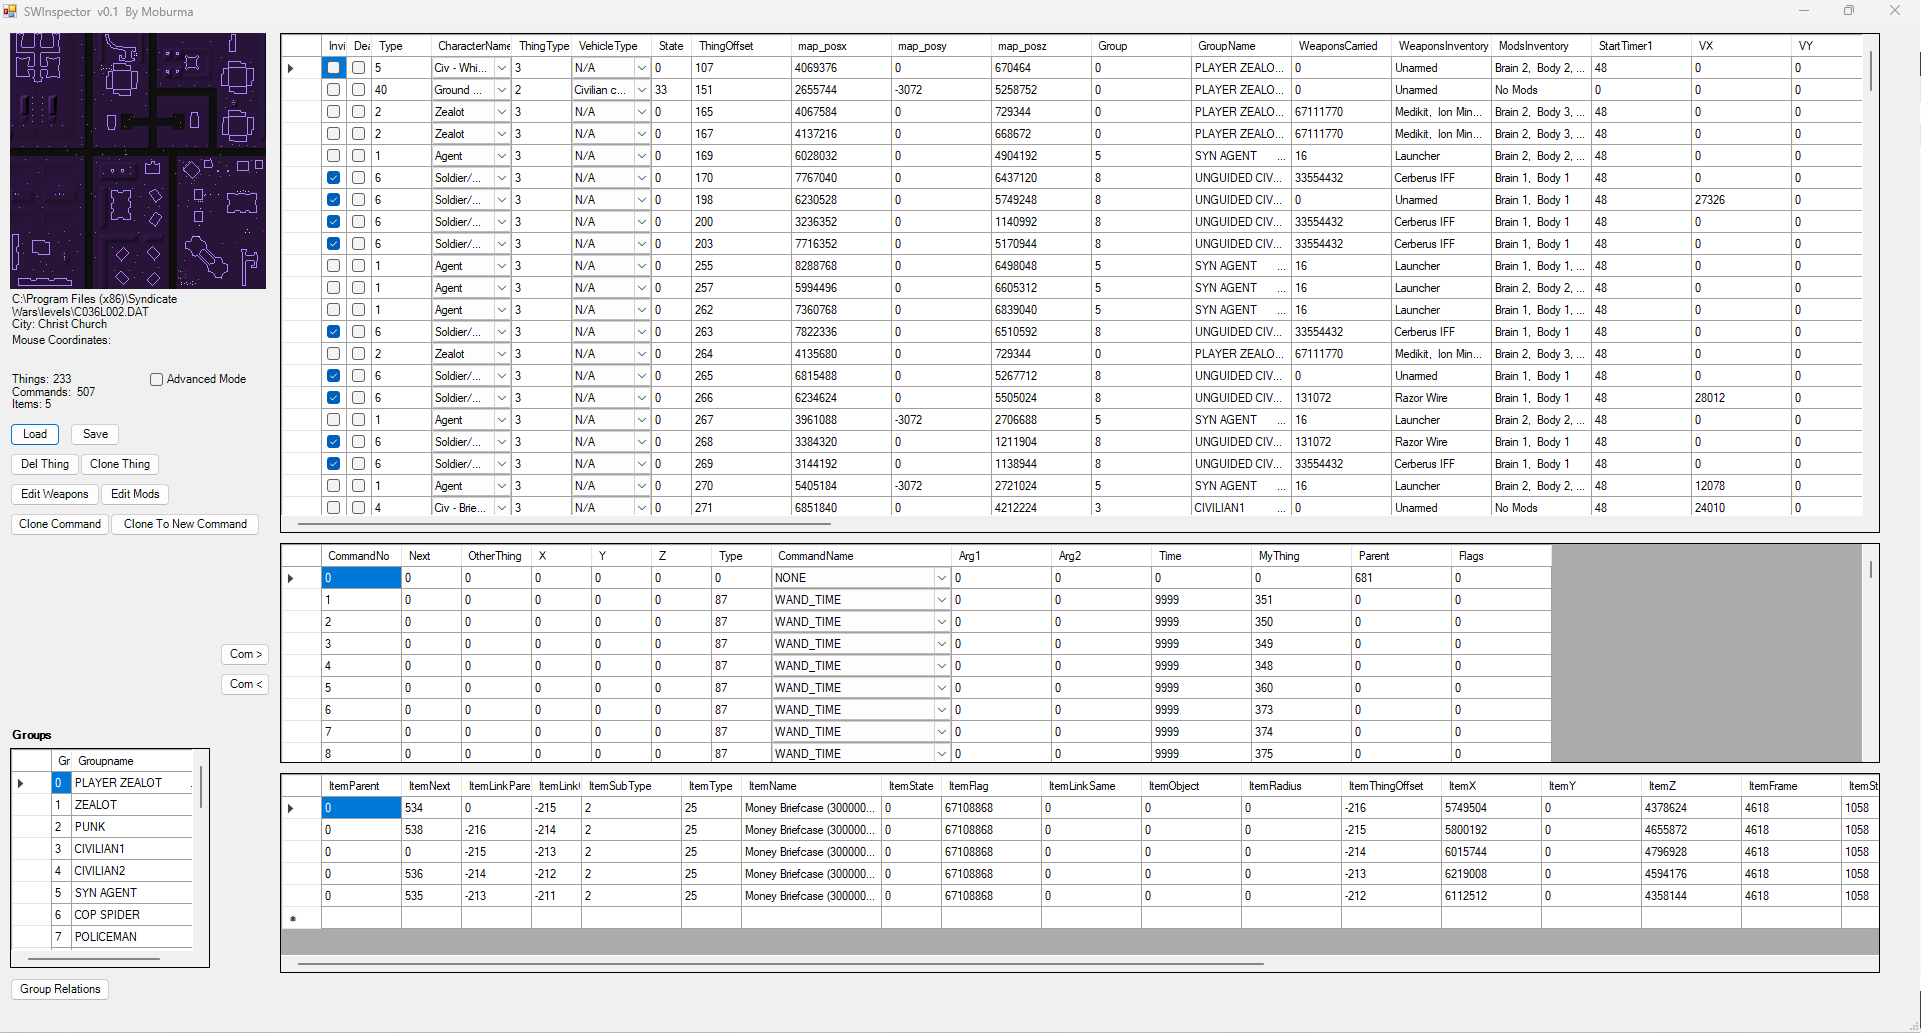 SWInspector v0.1 By Moburma
C:\Program Files (x86)\Syndicate
Wars\levels\C036L002.DAT
City: Christ Church
Mouse Coordinates:
Things: 233
Advanced Mode
Commands: 507
Items: 5
Load Save
Del Thing Clone Thing
Edit Weapons Edit Mods
Clone Command Clone To New Command
Com >
Com <
Groups
Gr Groupname
0 PLAYER ZEALOT
1 ZEALOT
2 PUNK
3 CIVILIAN1
4 CIVILIAN2
5 SYN AGENT
6 COP SPIDER
7 POLICEMAN
Group Relations
Invi Dea Type CharacterName ThingType VehicleType State ThingOffset map_posx map_posy map_posz Group GroupName WeaponsCarried WeaponsInventory ModsInventory StartTimer1 VX VY
5 Civ - Whi... 3 N/A 0 107 4069376 0 670464 0 PLAYER ZEALO... 0 Unarmed Brain 2, Body 2, ... 48 0 0
40 Ground ... 2 Civilian c... 33 151 2655744 -3072 5258752 0 PLAYER ZEALO... 0 Unarmed No Mods 0 0 0
2 Zealot 3 N/A 0 165 4067584 0 729344 0 PLAYER ZEALO... 67111770 Medikit, Ion Min... Brain 2, Body 3, ... 48 0 0
2 Zealot 3 N/A 0 167 4137216 0 668672 0 PLAYER ZEALO... 67111770 Medikit, Ion Min... Brain 2, Body 3, ... 48 0 0
1 Agent 3 N/A 0 169 6028032 0 4904192 5 SYN AGENT ... 16 Launcher Brain 2, Body 2, ... 48 0 0
6 Soldier/... 3 N/A 0 170 7767040 0 6437120 8 UNGUIDED CIV... 33554432 Cerberus IFF Brain 1, Body 1 48 0 0
6 Soldier/... 3 N/A 0 198 6230528 0 5749248 8 UNGUIDED CIV... 0 Unarmed Brain 1, Body 1 48 27326 0
6 Soldier/... 3 N/A 0 200 3236352 0 1140992 8 UNGUIDED CIV... 33554432 Cerberus IFF Brain 1, Body 1 48 0 0
6 Soldier/... 3 N/A 0 203 7716352 0 5170944 8 UNGUIDED CIV... 33554432 Cerberus IFF Brain 1, Body 1 48 0 0
1 Agent 3 N/A 0 255 8288768 0 6498048 5 SYN AGENT ... 16 Launcher Brain 1, Body 1, ... 48 0 0
1 Agent 3 N/A 0 257 5994496 0 6605312 5 SYN AGENT ... 16 Launcher Brain 2, Body 2, ... 48 0 0
1 Agent 3 N/A 0 262 7360768 0 6839040 5 SYN AGENT ... 16 Launcher Brain 1, Body 1, ... 48 0 0
6 Soldier/... 3 N/A 0 263 7822336 0 6510592 8 UNGUIDED CIV... 33554432 Cerberus IFF Brain 1, Body 1 48 0 0
2 Zealot 3 N/A 0 264 4135680 0 729344 0 PLAYER ZEALO... 67111770 Medikit, Ion Min... Brain 2, Body 3, ... 48 0 0
6 Soldier/... 3 N/A 0 265 6815488 0 5267712 8 UNGUIDED CIV... 0 Unarmed Brain 1, Body 1 48 0 0
6 Soldier/... 3 N/A 0 266 6234624 0 5505024 8 UNGUIDED CIV... 131072 Razor Wire Brain 1, Body 1 48 28012 0
1 Agent 3 N/A 0 267 3961088 -3072 2706688 5 SYN AGENT ... 16 Launcher Brain 2, Body 2, ... 48 0 0
6 Soldier/... 3 N/A 0 268 3384320 0 1211904 8 UNGUIDED CIV... 131072 Razor Wire Brain 1, Body 1 48 0 0
6 Soldier/... 3 N/A 0 269 3144192 0 1138944 8 UNGUIDED CIV... 33554432 Cerberus IFF Brain 1, Body 1 48 0 0
1 Agent 3 N/A 0 270 5405184 -3072 2721024 5 SYN AGENT ... 16 Launcher Brain 2, Body 2, ... 48 12078 0
4 Civ - Brie... 3 N/A 0 271 6851840 0 4212224 3 CIVILIAN1 ... 0 Unarmed No Mods 48 24010 0
CommandNo Next OtherThing X Y Z Type CommandName Arg1 Arg2 Time MyThing Parent Flags
0 0 0 0 0 0 0 NONE 0 0 0 0 681 0
1 0 0 0 0 0 87 WAND_TIME 0 0 9999 351 0 0
2 0 0 0 0 0 87 WAND_TIME 0 0 9999 350 0 0
3 0 0 0 0 0 87 WAND_TIME 0 0 9999 349 0 0
4 0 0 0 0 0 87 WAND_TIME 0 0 9999 348 0 0
5 0 0 0 0 0 87 WAND_TIME 0 0 9999 360 0 0
6 0 0 0 0 0 87 WAND_TIME 0 0 9999 373 0 0
7 0 0 0 0 0 87 WAND_TIME 0 0 9999 374 0 0
8 0 0 0 0 0 87 WAND_TIME 0 0 9999 375 0 0
ItemParent ItemNext ItemLinkPare ItemLink ItemSubType ItemType ItemName ItemState ItemFlag ItemLinkSame ItemObject ItemRadius ItemThingOffset ItemX ItemY ItemZ ItemFrame ItemSt
0 534 0 -215 2 25 Money Briefcase (300000... 0 67108868 0 0 0 -216 5749504 0 4378624 4618 1058
0 538 -216 -214 2 25 Money Briefcase (300000... 0 67108868 0 0 0 -215 5800192 0 4655872 4618 1058
0 0 -215 -213 2 25 Money Briefcase (300000... 0 67108868 0 0 0 -214 6015744 0 4796928 4618 1058
0 536 -214 -212 2 25 Money Briefcase (300000... 0 67108868 0 0 0 -213 6219008 0 4594176 4618 1058
0 535 -213 -211 2 25 Money Briefcase (300000... 0 67108868 0 0 0 -212 6112512 0 4358144 4618 1058